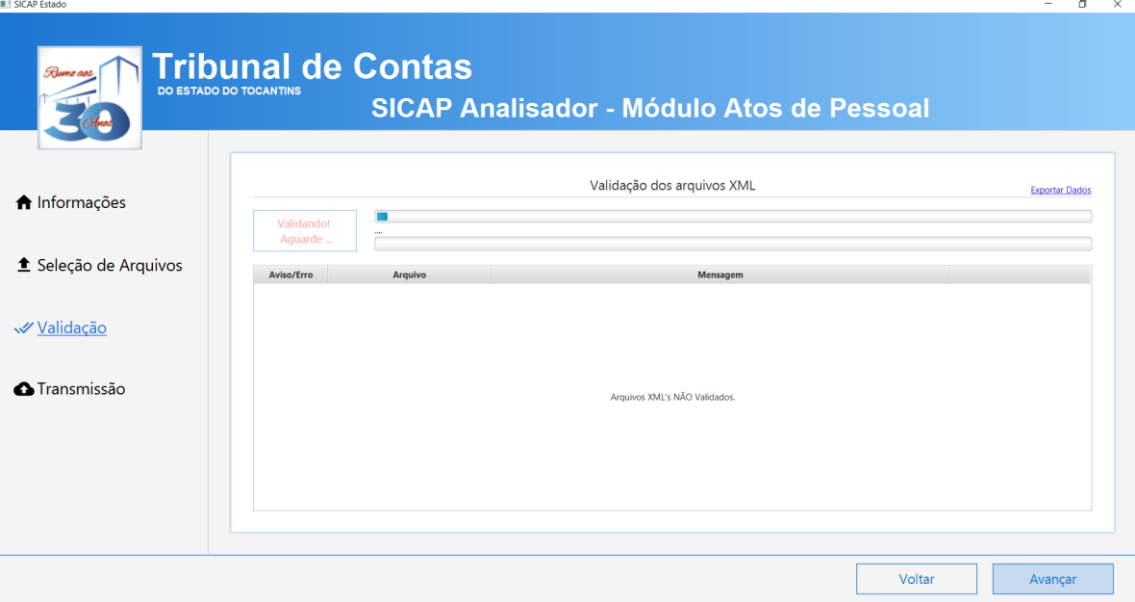 SICAP Estado
Rumo aos
30
Anos
Tribunal de Contas
DO ESTADO DO TOCANTINS
SICAP Analisador - Módulo Atos de Pessoal
Informações
Seleção de Arquivos
Validação
Transmissão
Validação dos arquivos XML
Exportar Dados
Validando!
Aguarde ...
....
Aviso/Erro Arquivo Mensagem
Arquivos XML's NÃO Validados.
Voltar Avançar